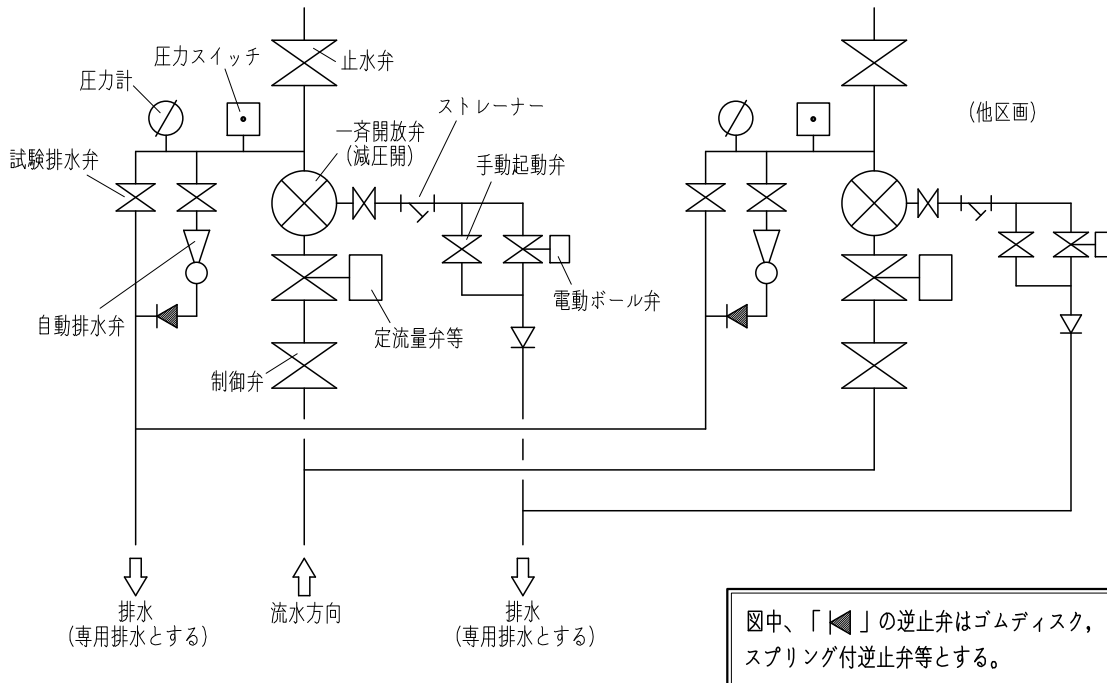 圧力スイッチ
止水弁
圧力計
ストレーナー
(他区画)
一斉開放弁
(減圧開)
試験排水弁
手動起動弁
電動ボール弁
自動排水弁
定流量弁等
制御弁
排水
(専用排水とする)
流水方向
排水
(専用排水とする)
図中、「 」の逆止弁はゴムディスク,
スプリング付逆止弁等とする。